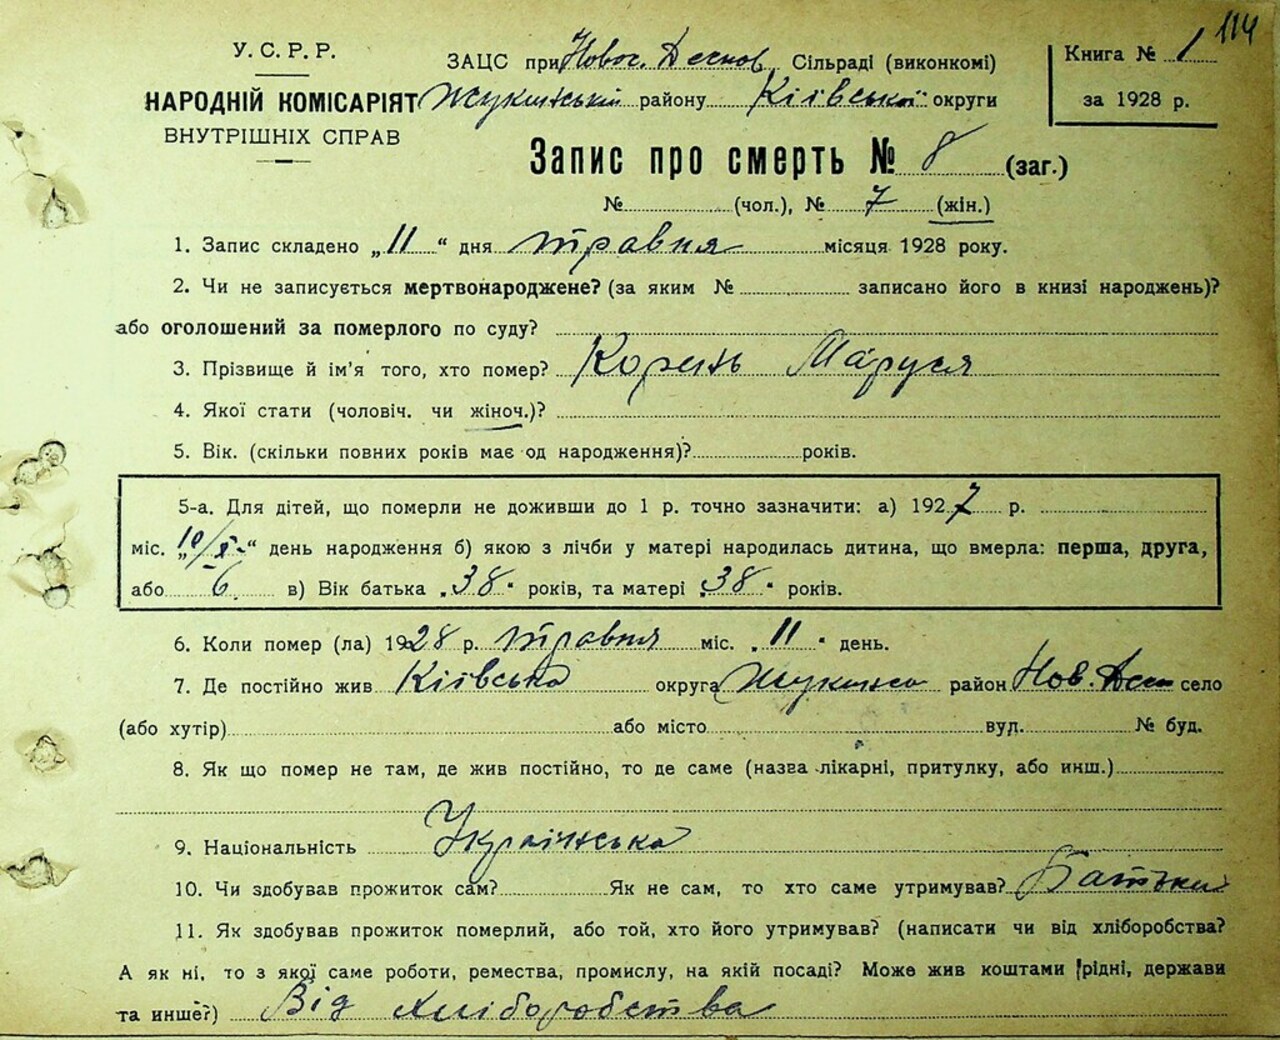 114
У.С.Р.Р.
НАРОДНІЙ КОМІСАРІЯТ
ВНУТРІШНІХ СПРАВ
ЗАЦС при Новос. Деснов Сільраді (виконкомі)
Жукинський району Київської округи
Книга № 1
за 1928 р.
Запис про смерть № 8 (заг.)
№ (чол.), № 7 (жін.)
1. Запис складено „11“ дня травня місяця 1928 року.
2. Чи не записується мертвонароджене? (за яким № записано його в книзі народжень)?
або оголошений за померлого по суду?
3. Прізвище й ім'я того, хто помер? Корень Маруся
4. Якої стати (чоловіч. чи жіноч.)?
5. Вік. (скільки повних років має од народження)? років.
5-а. Для дітей, що померли не доживши до 1 р. точно зазначити: а) 1927 р.
міс. „10/X“ день народження б) якою з лічби у матері народилась дитина, що вмерла: перша, друга,
або 6 в) Вік батька „38“ років, та матері „38“ років.
6. Коли помер (ла) 1928 р. травня міс. „11“ день.
7. Де постійно жив Київська округа Жукинсь район Нов. Десн село
(або хутір) або місто вул. № буд.
8. Як що помер не там, де жив постійно, то де саме (назва лікарні, притулку, або инш.)
9. Національність Українська
10. Чи здобував прожиток сам? Як не сам, то хто саме утримував? Батьки
11. Як здобував прожиток померлий, або той, хто його утримував? (написати чи від хліборобства?
А як ні, то з якої саме роботи, ремества, промислу, на якій посаді? Може жив коштами рідні, держави
та инше?) Від хліборобства